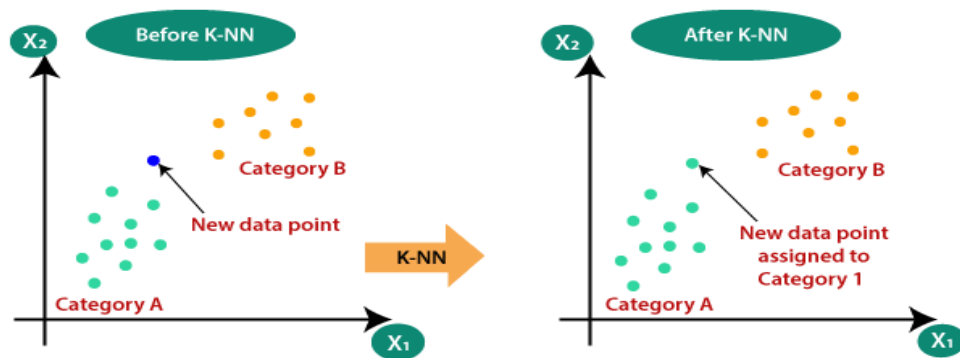 Before K-NN
X₂
Category B
New data point
Category A
X₁
K-NN
After K-NN
X₂
Category B
New data point
assigned to
Category 1
Category A
X₁